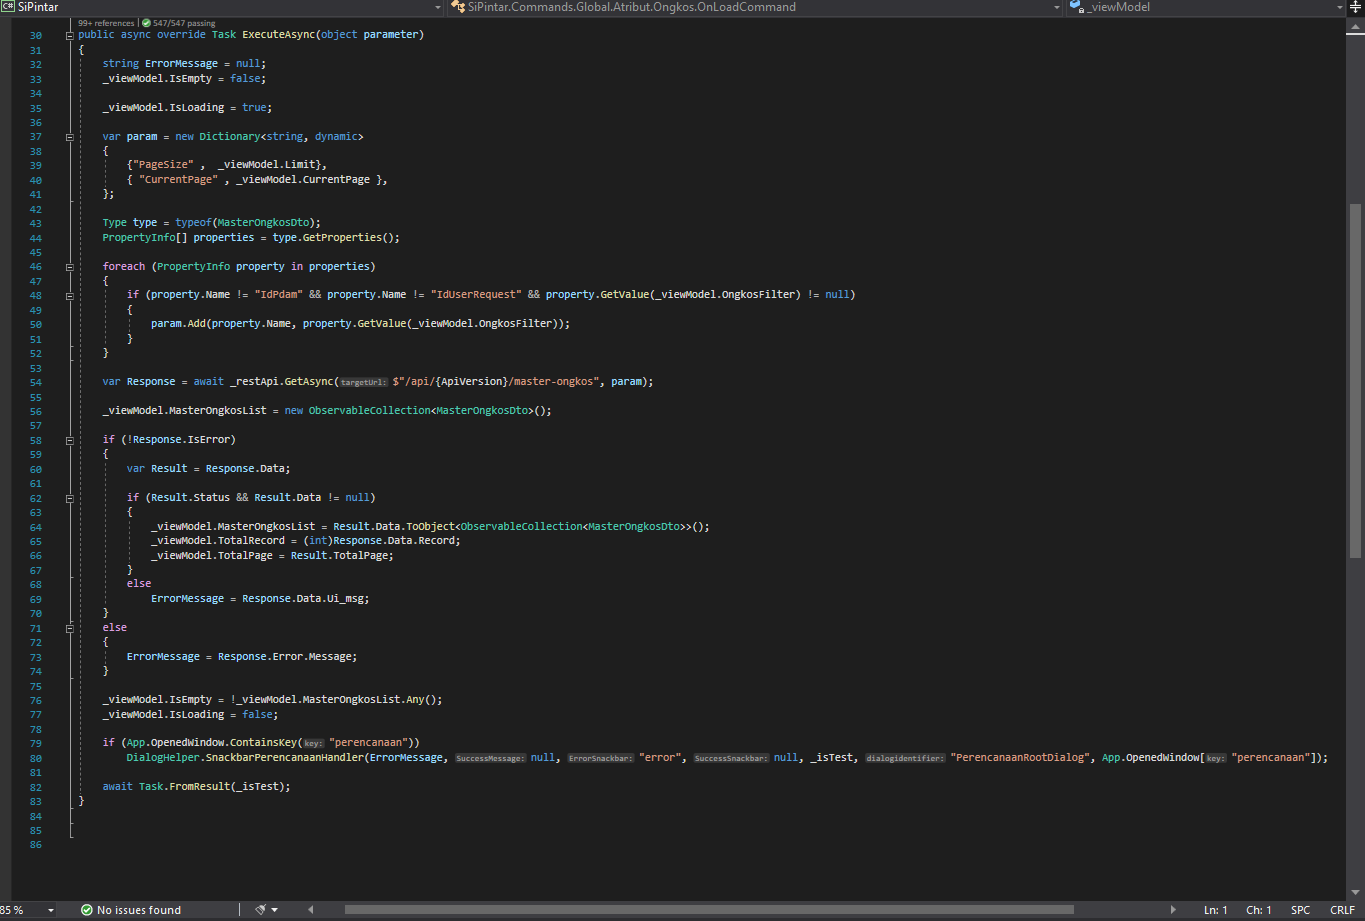 C# SiPintar SiPintar.Commands.Global.Atribut.Ongkos.OnLoadCommand _viewModel
99+ references | 547/547 passing
30 public async override Task ExecuteAsync(object parameter)
31 {
32 string ErrorMessage = null;
33 _viewModel.IsEmpty = false;
34
35 _viewModel.IsLoading = true;
36
37 var param = new Dictionary<string, dynamic>
38 {
39 {"PageSize" , _viewModel.Limit},
40 { "CurrentPage" , _viewModel.CurrentPage },
41 };
42
43 Type type = typeof(MasterOngkosDto);
44 PropertyInfo[] properties = type.GetProperties();
45
46 foreach (PropertyInfo property in properties)
47 {
48 if (property.Name != "IdPdam" && property.Name != "IdUserRequest" && property.GetValue(_viewModel.OngkosFilter) != null)
49 {
50 param.Add(property.Name, property.GetValue(_viewModel.OngkosFilter));
51 }
52 }
53
54 var Response = await _restApi.GetAsync(targetUrl: $"/api/{ApiVersion}/master-ongkos", param);
55
56 _viewModel.MasterOngkosList = new ObservableCollection<MasterOngkosDto>();
57
58 if (!Response.IsError)
59 {
60 var Result = Response.Data;
61
62 if (Result.Status && Result.Data != null)
63 {
64 _viewModel.MasterOngkosList = Result.Data.ToObject<ObservableCollection<MasterOngkosDto>>();
65 _viewModel.TotalRecord = (int)Response.Data.Record;
66 _viewModel.TotalPage = Result.TotalPage;
67 }
68 else
69 ErrorMessage = Response.Data.Ui_msg;
70 }
71 else
72 {
73 ErrorMessage = Response.Error.Message;
74 }
75
76 _viewModel.IsEmpty = !_viewModel.MasterOngkosList.Any();
77 _viewModel.IsLoading = false;
78
79 if (App.OpenedWindow.ContainsKey(key: "perencanaan"))
80 DialogHelper.SnackbarPerencanaanHandler(ErrorMessage, SuccessMessage: null, ErrorSnackbar: "error", SuccessSnackbar: null, _isTest, dialogidentifier: "PerencanaanRootDialog", App.OpenedWindow[key: "perencanaan"]);
81
82 await Task.FromResult(_isTest);
83 }
84
85
86
85 % No issues found Ln: 1 Ch: 1 SPC CRLF